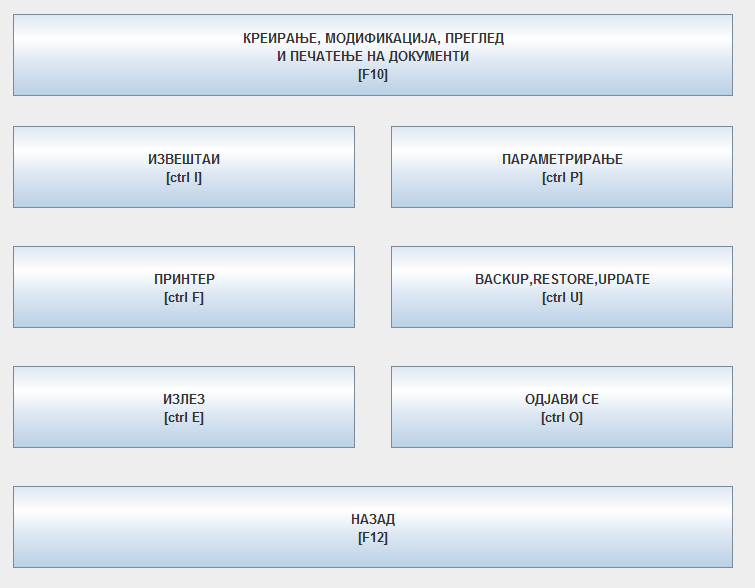 КРЕИРАЊЕ, МОДИФИКАЦИЈА, ПРЕГЛЕД
И ПЕЧАТЕЊЕ НА ДОКУМЕНТИ
[F10]
ИЗВЕШТАИ
[ctrl I]
ПАРАМЕТРИРАЊЕ
[ctrl P]
ПРИНТЕР
[ctrl F]
BACKUP,RESTORE,UPDATE
[ctrl U]
ИЗЛЕЗ
[ctrl E]
ОДЈАВИ СЕ
[ctrl O]
НАЗАД
[F12]